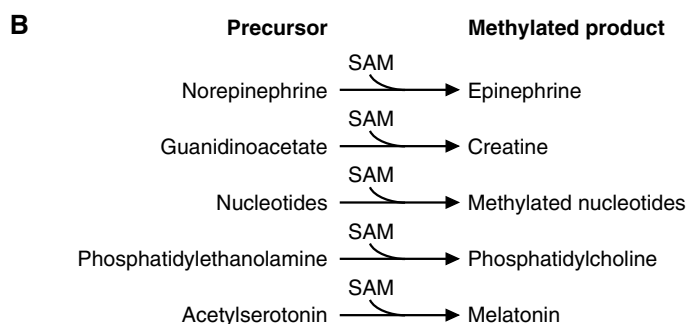 B
Precursor Methylated product
SAM
Norepinephrine Epinephrine
SAM
Guanidinoacetate Creatine
SAM
Nucleotides Methylated nucleotides
SAM
Phosphatidylethanolamine Phosphatidylcholine
SAM
Acetylserotonin Melatonin